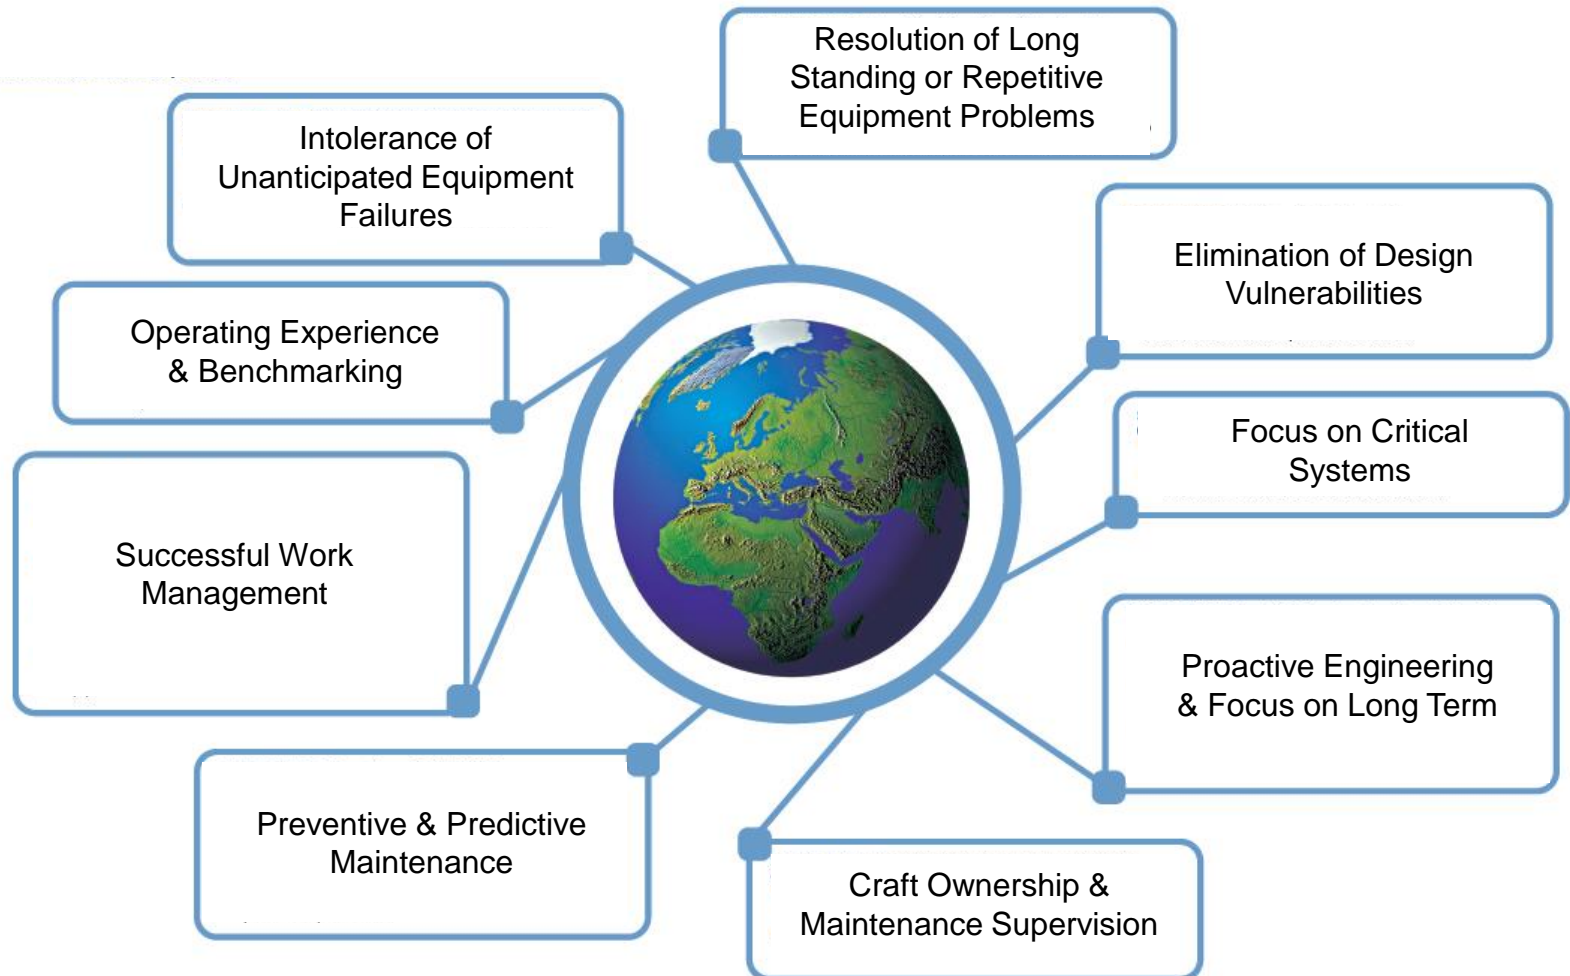 Resolution of Long
Standing or Repetitive
Equipment Problems
Intolerance of
Unanticipated Equipment
Failures
Elimination of Design
Vulnerabilities
Operating Experience
& Benchmarking
Focus on Critical
Systems
Successful Work
Management
Proactive Engineering
& Focus on Long Term
Preventive & Predictive
Maintenance
Craft Ownership &
Maintenance Supervision